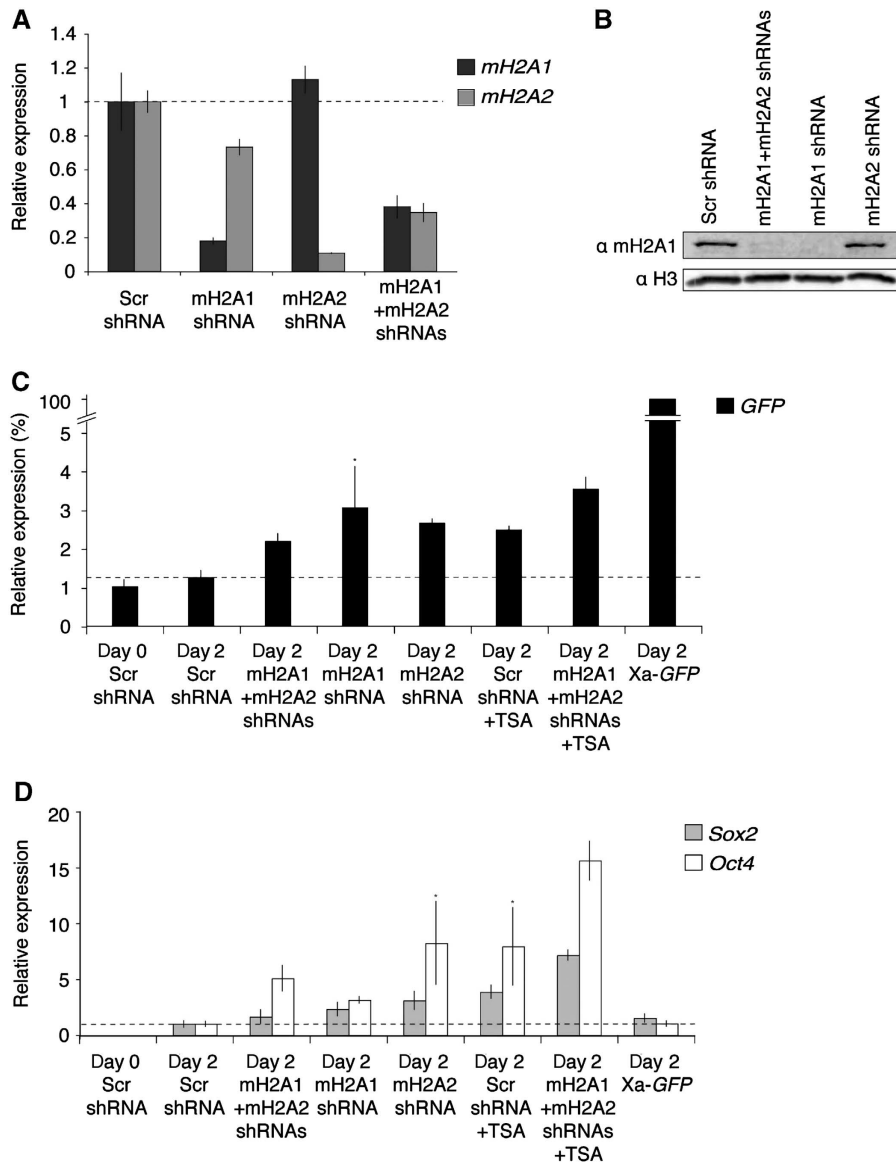 A
Relative expression
1.4
1.2
1
0.8
0.6
0.4
0.2
0
mH2A1
mH2A2
Scr
shRNA
mH2A1
shRNA
mH2A2
shRNA
mH2A1
+mH2A2
shRNAs
B
Scr shRNA
mH2A1+mH2A2 shRNAs
mH2A1 shRNA
mH2A2 shRNA
α mH2A1
α H3
C
Relative expression (%)
100
5
4
3
2
1
0
*
GFP
Day 0
Scr
shRNA
Day 2
Scr
shRNA
Day 2
mH2A1
+mH2A2
shRNAs
Day 2
mH2A1
shRNA
Day 2
mH2A2
shRNA
Day 2
Scr
shRNA
+TSA
Day 2
mH2A1
+mH2A2
shRNAs
+TSA
Day 2
Xa-GFP
D
Relative expression
20
15
10
5
0
*
*
Sox2
Oct4
Day 0
Scr
shRNA
Day 2
Scr
shRNA
Day 2
mH2A1
+mH2A2
shRNAs
Day 2
mH2A1
shRNA
Day 2
mH2A2
shRNA
Day 2
Scr
shRNA
+TSA
Day 2
mH2A1
+mH2A2
shRNAs
+TSA
Day 2
Xa-GFP